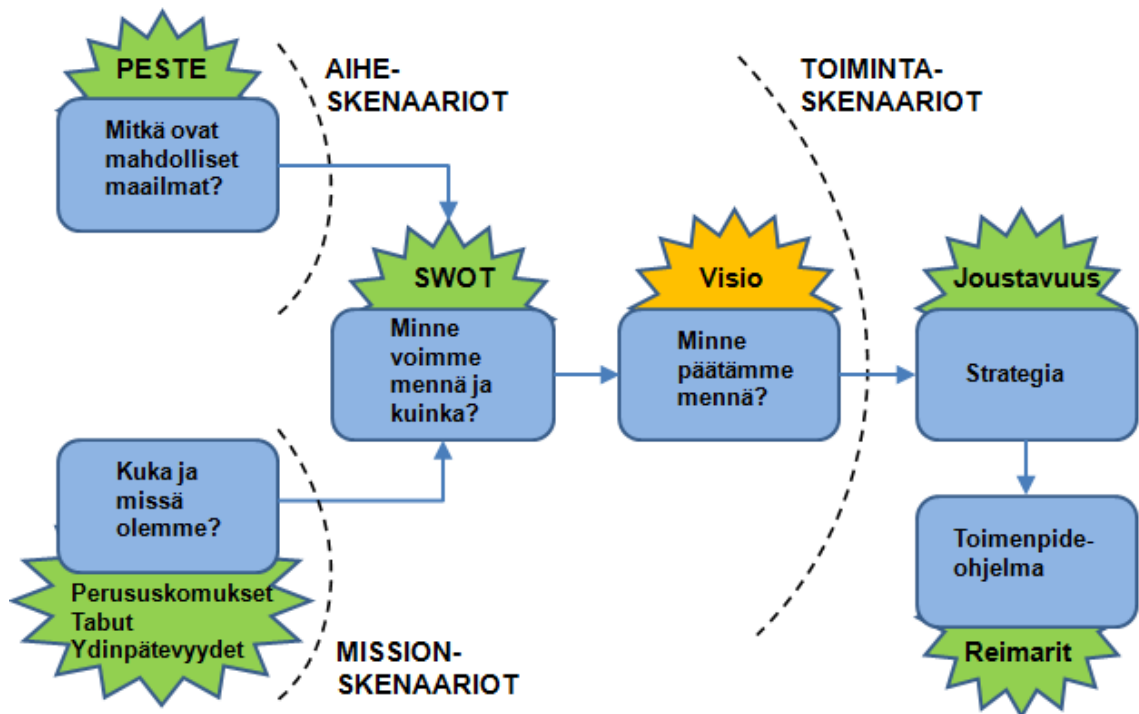 PESTE
Mitkä ovat
mahdolliset
maailmat?
AIHE-
SKENAARIOT
TOIMINTA-
SKENAARIOT
SWOT
Minne
voimme
mennä ja
kuinka?
Visio
Minne
päätämme
mennä?
Joustavuus
Strategia
Kuka ja
missä
olemme?
Perususkomukset
Tabut
Ydinpätevyydet
MISSION-
SKENAARIOT
Toimenpide-
ohjelma
Reimarit